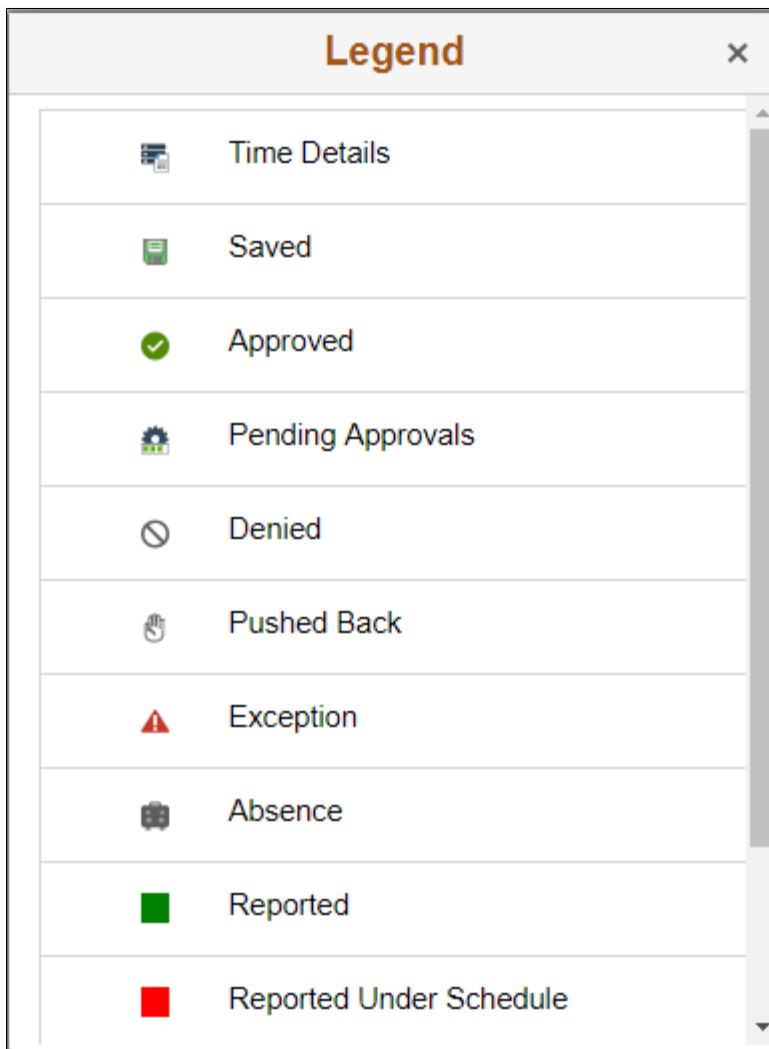 Legend
Time Details
Saved
Approved
Pending Approvals
Denied
Pushed Back
Exception
Absence
Reported
Reported Under Schedule